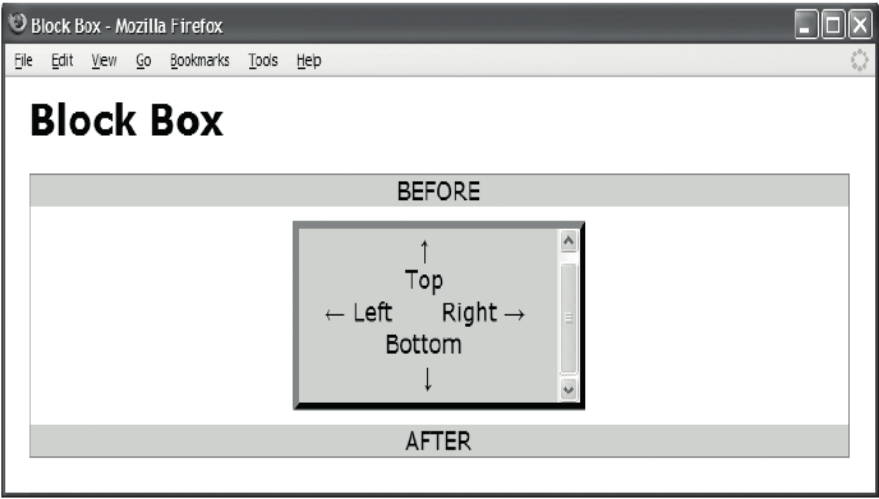 Block Box - Mozilla Firefox
File Edit View Go Bookmarks Tools Help
Block Box
BEFORE
↑
Top
← Left Right →
Bottom
↓
AFTER